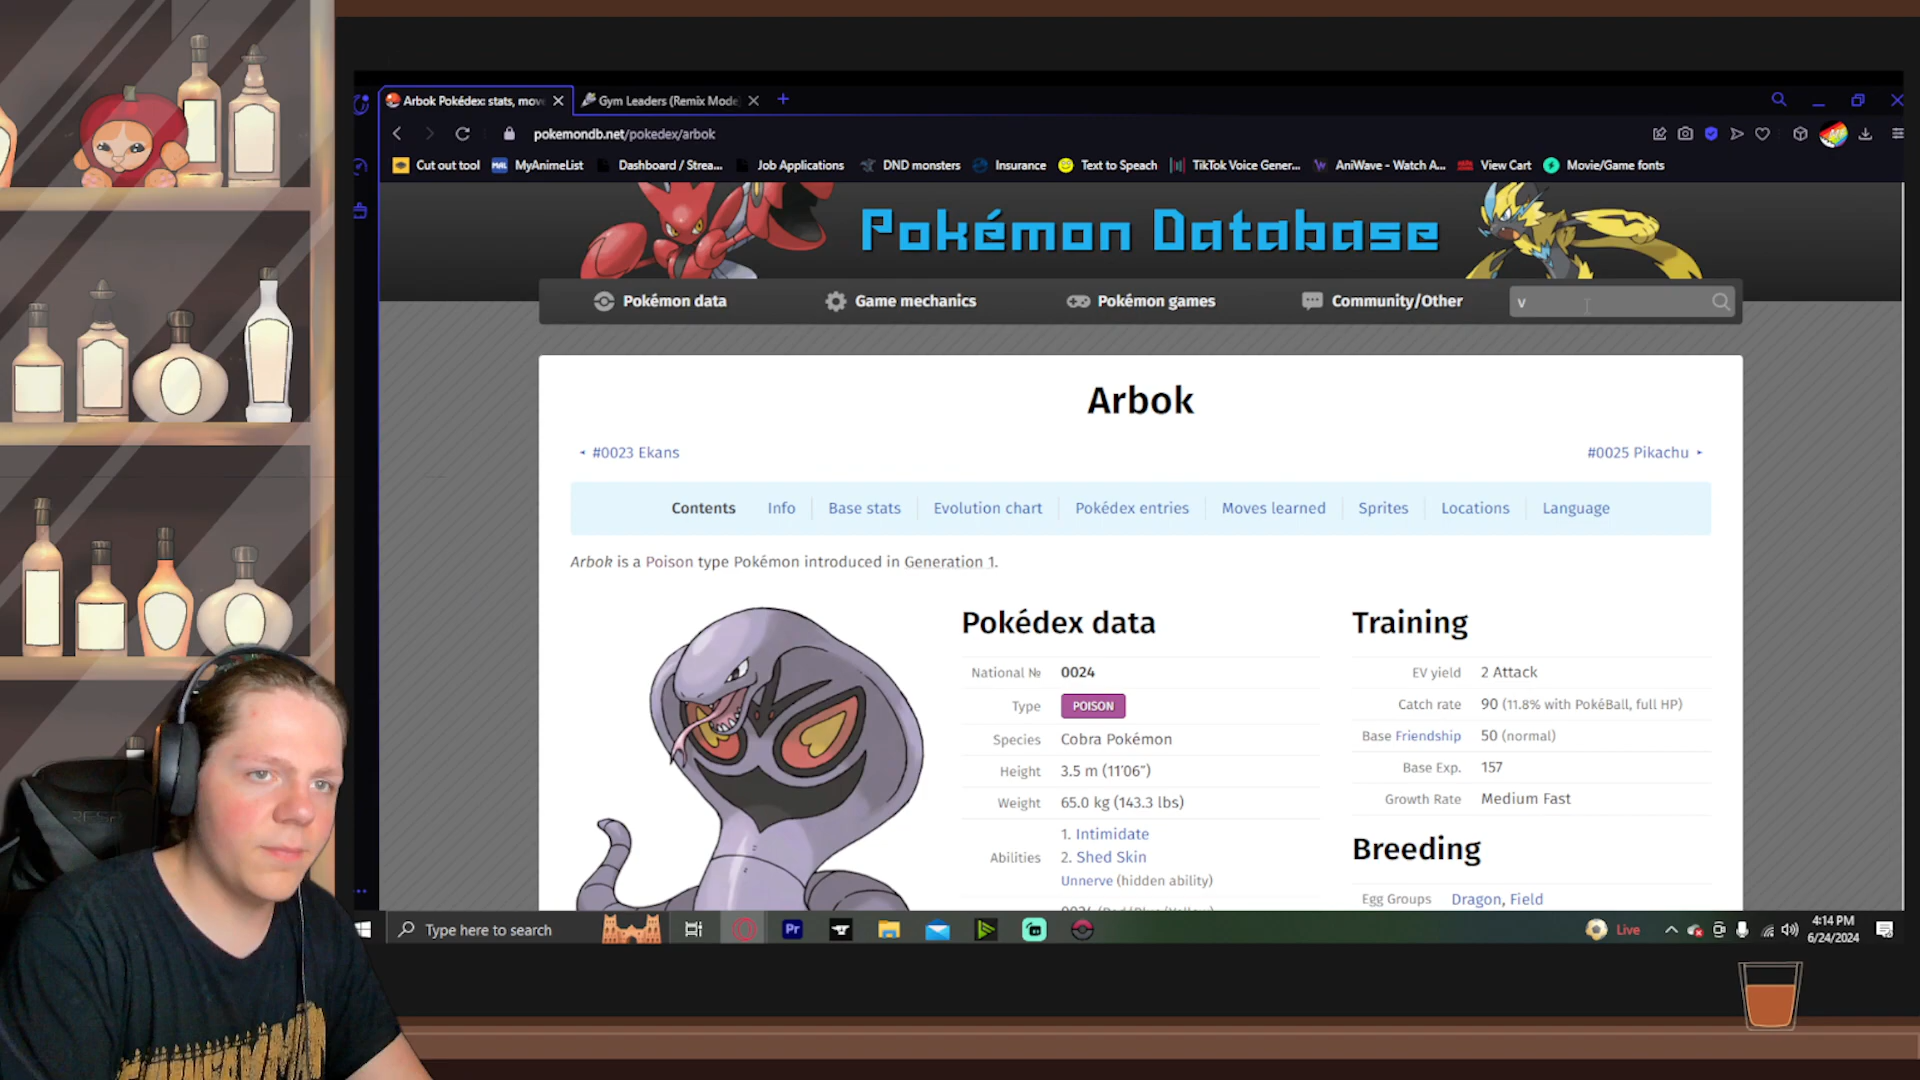 Arbok Pokédex: stats, move
Gym Leaders (Remix Mode
pokemondb.net/pokedex/arbok
Cut out tool
MyAnimeList
Dashboard / Strea...
Job Applications
DND monsters
Insurance
Text to Speach
TikTok Voice Gener...
AniWave - Watch A...
View Cart
Movie/Game fonts
Pokémon Database
Pokémon data
Game mechanics
Pokémon games
Community/Other
v
Arbok
#0023 Ekans
#0025 Pikachu
Contents
Info
Base stats
Evolution chart
Pokédex entries
Moves learned
Sprites
Locations
Language
Arbok is a Poison type Pokémon introduced in Generation 1.
Pokédex data
National № 0024
Type POISON
Species Cobra Pokémon
Height 3.5 m (11′06″)
Weight 65.0 kg (143.3 lbs)
Abilities
1. Intimidate
2. Shed Skin
Unnerve (hidden ability)
Training
EV yield 2 Attack
Catch rate 90 (11.8% with PokéBall, full HP)
Base Friendship 50 (normal)
Base Exp. 157
Growth Rate Medium Fast
Breeding
Egg Groups Dragon, Field
Type here to search
Pr
Live
4:14 PM
6/24/2024